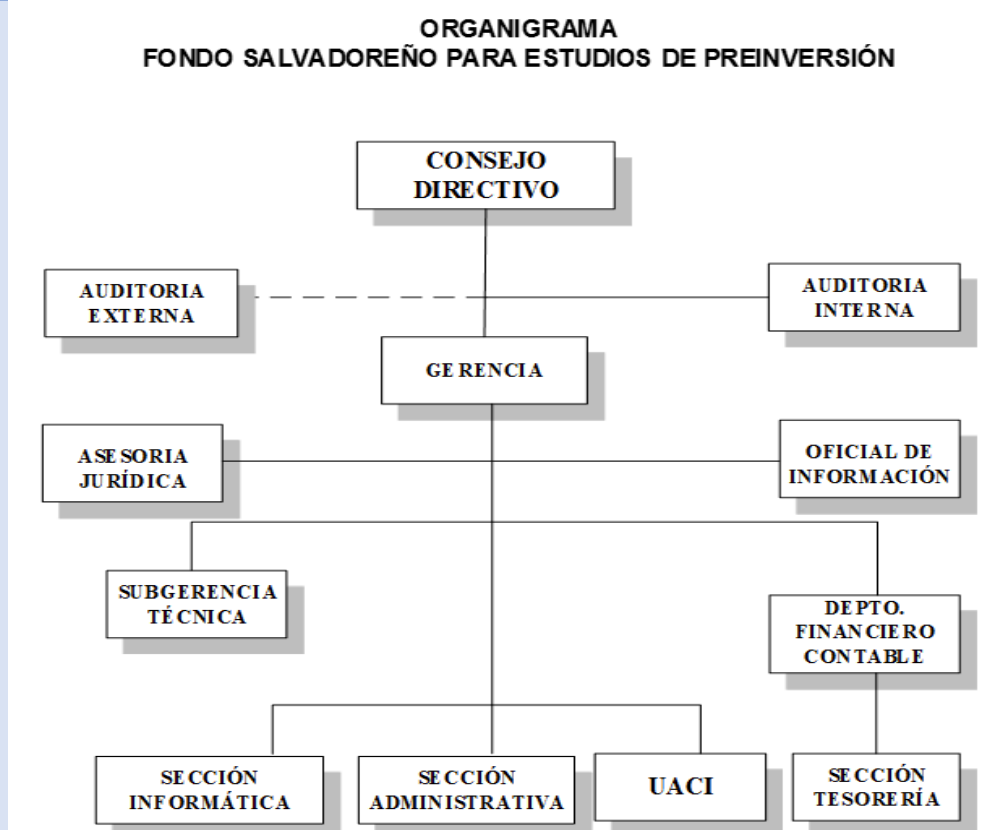 ORGANIGRAMA
FONDO SALVADOREÑO PARA ESTUDIOS DE PREINVERSIÓN
CONSEJO
DIRECTIVO
AUDITORIA
EXTERNA
AUDITORIA
INTERNA
GERENCIA
ASESORIA
JURÍDICA
OFICIAL DE
INFORMACIÓN
SUBGERENCIA
TÉCNICA
DEPTO.
FINANCIERO
CONTABLE
SECCIÓN
INFORMÁTICA
SECCIÓN
ADMINISTRATIVA
UACI
SECCIÓN
TESORERÍA